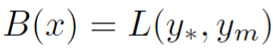 B(x) = L(y_*, y_m)